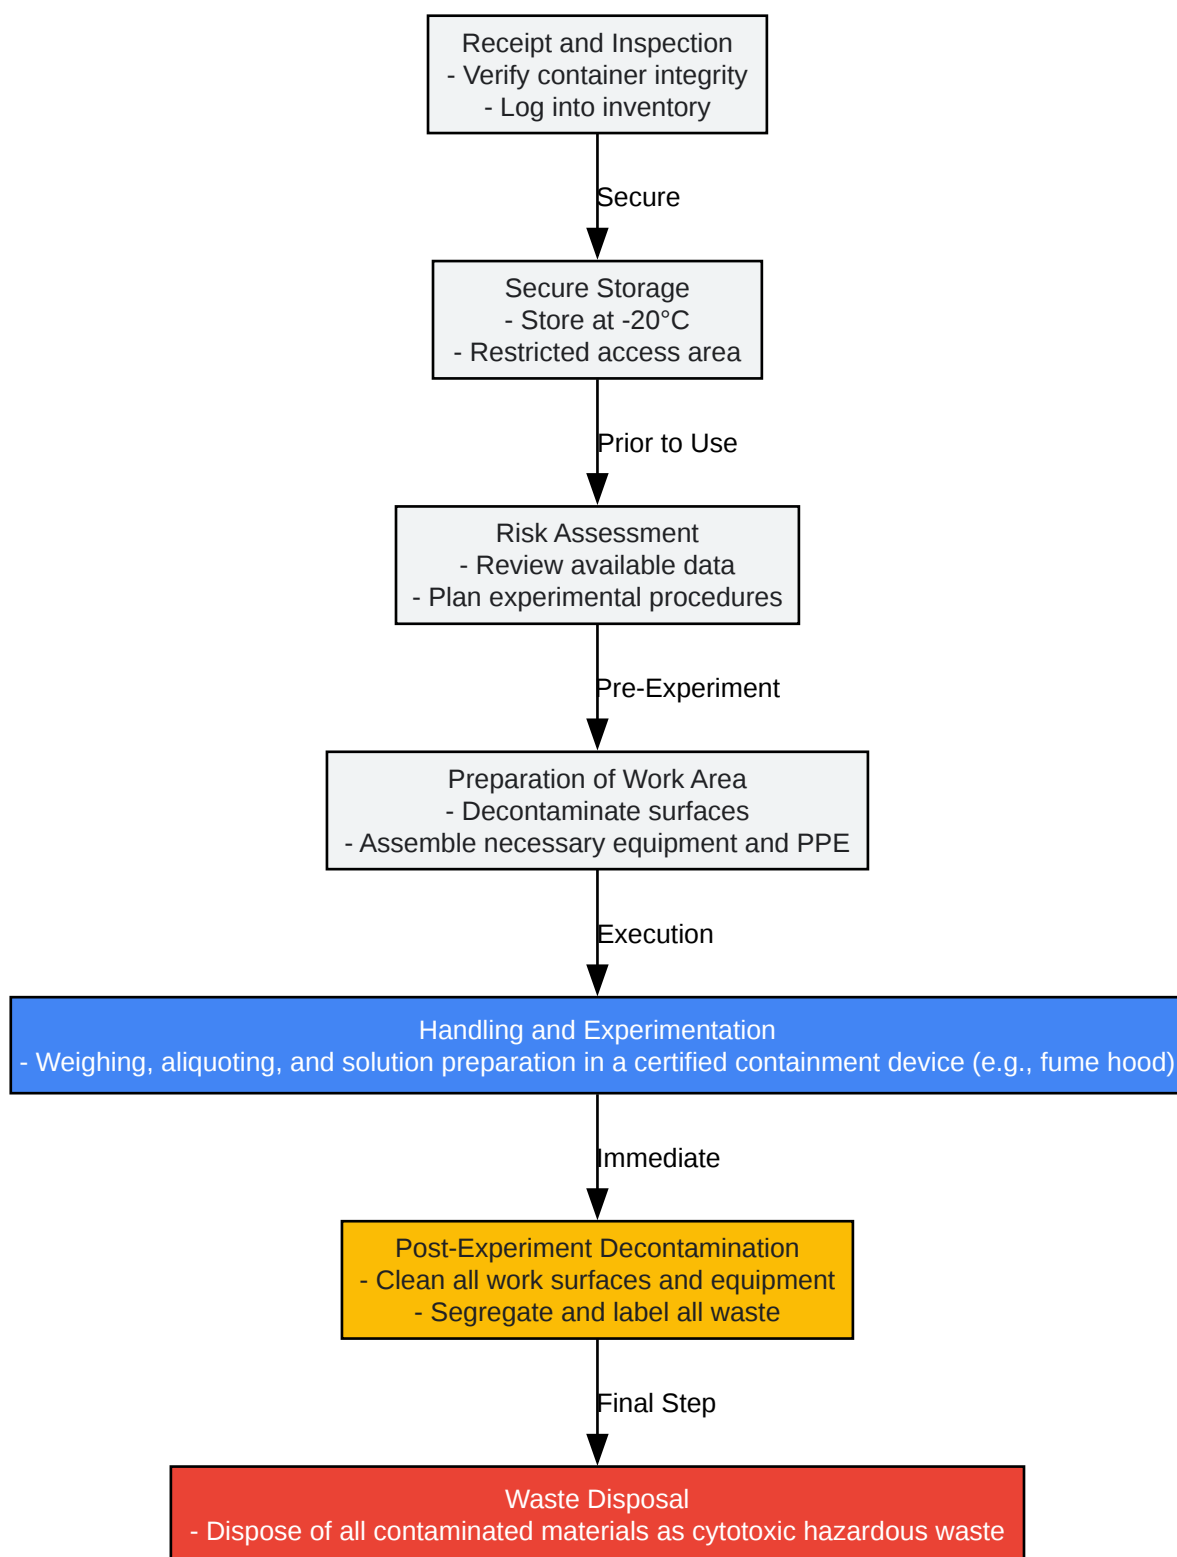 Receipt and Inspection
- Verify container integrity
- Log into inventory
Secure
Secure Storage
- Store at -20°C
- Restricted access area
Prior to Use
Risk Assessment
- Review available data
- Plan experimental procedures
Pre-Experiment
Preparation of Work Area
- Decontaminate surfaces
- Assemble necessary equipment and PPE
Execution
Handling and Experimentation
- Weighing, aliquoting, and solution preparation in a certified containment device (e.g., fume hood)
Immediate
Post-Experiment Decontamination
- Clean all work surfaces and equipment
- Segregate and label all waste
Final Step
Waste Disposal
- Dispose of all contaminated materials as cytotoxic hazardous waste